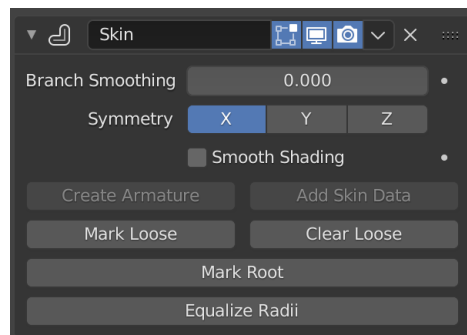 Skin
Branch Smoothing 0.000
Symmetry X Y Z
Smooth Shading
Create Armature Add Skin Data
Mark Loose Clear Loose
Mark Root
Equalize Radii